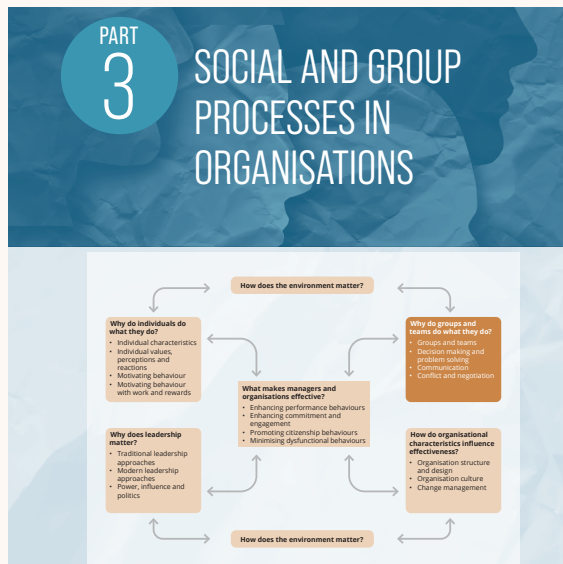 PART
3
SOCIAL AND GROUP
PROCESSES IN
ORGANISATIONS
How does the environment matter?
Why do individuals do
what they do?
• Individual characteristics
• Individual values,
perceptions and
reactions
• Motivating behaviour
• Motivating behaviour
with work and rewards
Why do groups and
teams do what they do?
• Groups and teams
• Decision making and
problem solving
• Communication
• Conflict and negotiation
What makes managers and
organisations effective?
• Enhancing performance behaviours
• Enhancing commitment and
engagement
• Promoting citizenship behaviours
• Minimising dysfunctional behaviours
Why does leadership
matter?
• Traditional leadership
approaches
• Modern leadership
approaches
• Power, influence and
politics
How do organisational
characteristics influence
effectiveness?
• Organisation structure
and design
• Organisation culture
• Change management
How does the environment matter?